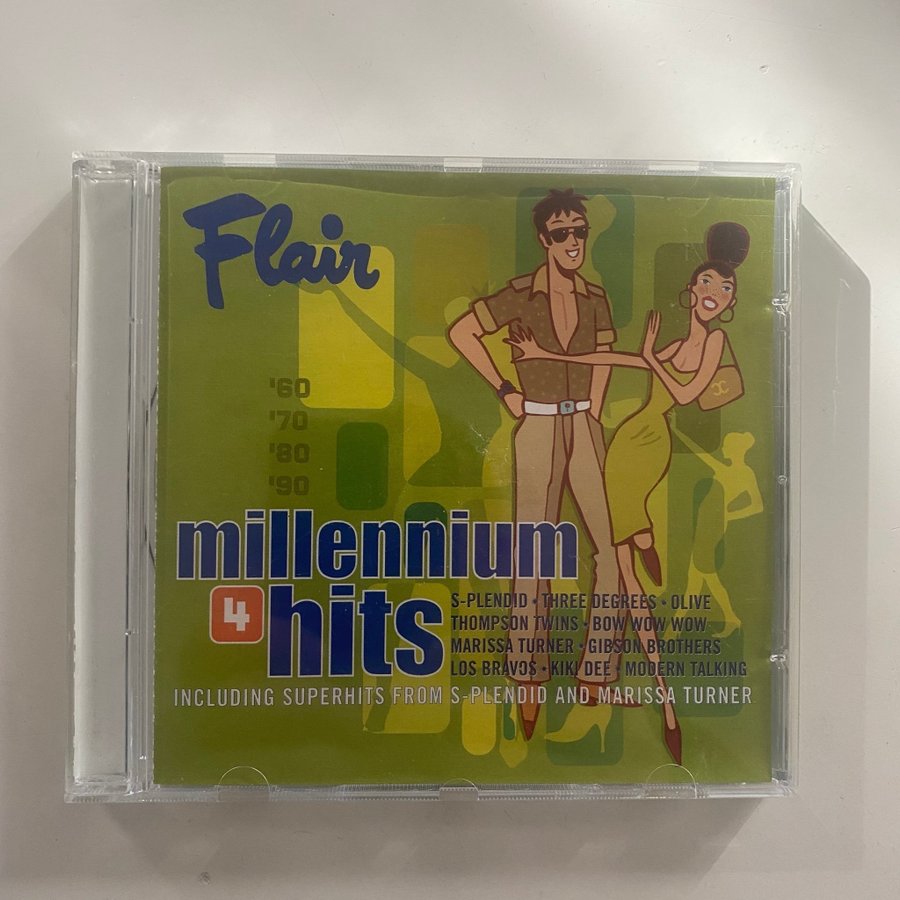 Flair
'60
'70
'80
'90
millennium
4 hits
S-PLENDID • THREE DEGREES • OLIVE
THOMPSON TWINS • BOW WOW WOW
MARISSA TURNER • GIBSON BROTHERS
LOS BRAVOS • KIKI DEE • MODERN TALKING
INCLUDING SUPERHITS FROM S-PLENDID AND MARISSA TURNER